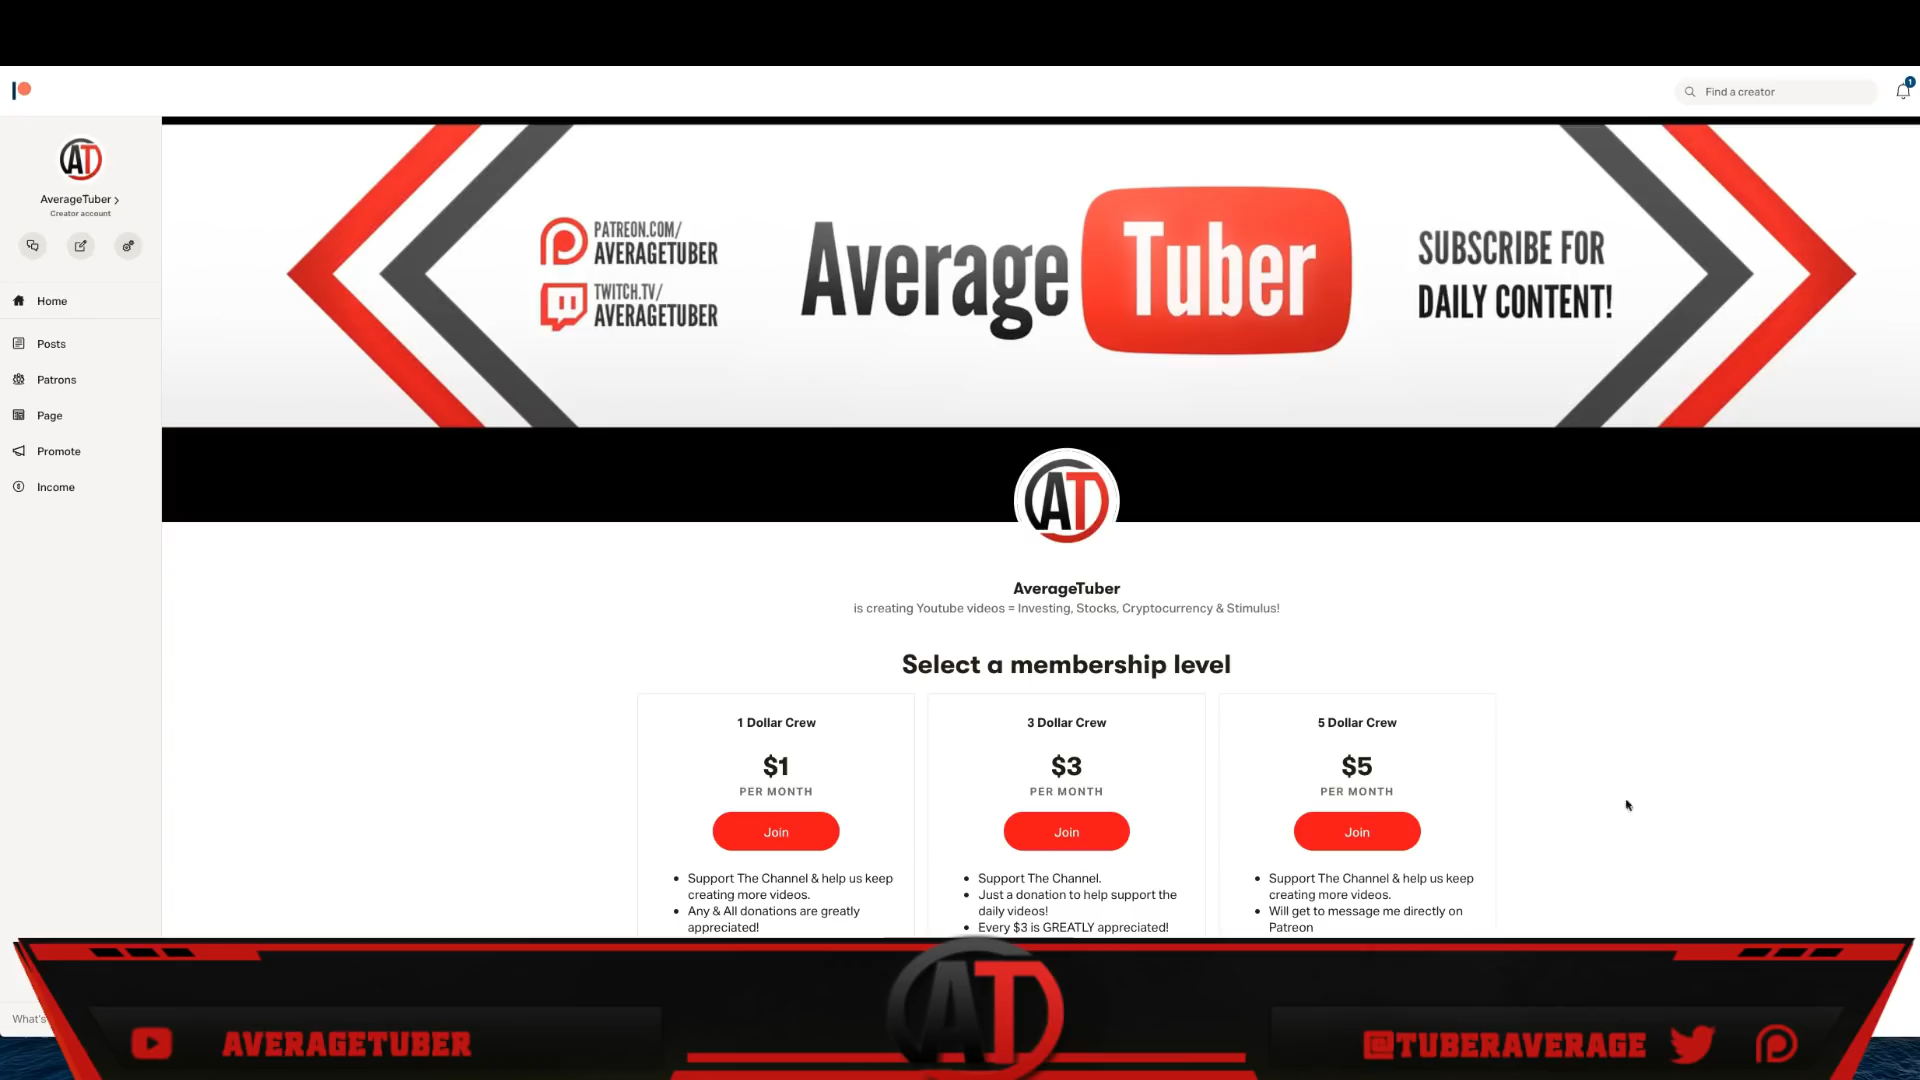 Find a creator
1
AT
AverageTuber
Creator account
Home
Posts
Patrons
Page
Promote
Income
PATREON.COM/
AVERAGETUBER
TWITCH.TV/
AVERAGETUBER
Average Tuber
SUBSCRIBE FOR
DAILY CONTENT!
AT
AverageTuber
is creating Youtube videos = Investing, Stocks, Cryptocurrency & Stimulus!
Select a membership level
1 Dollar Crew
$1
PER MONTH
Join
• Support The Channel & help us keep
creating more videos.
• Any & All donations are greatly
appreciated!
3 Dollar Crew
$3
PER MONTH
Join
• Support The Channel.
• Just a donation to help support the
daily videos!
• Every $3 is GREATLY appreciated!
5 Dollar Crew
$5
PER MONTH
Join
• Support The Channel & help us keep
creating more videos.
• Will get to message me directly on
Patreon
What's
AVERAGETUBER
AT
@TUBERAVERAGE